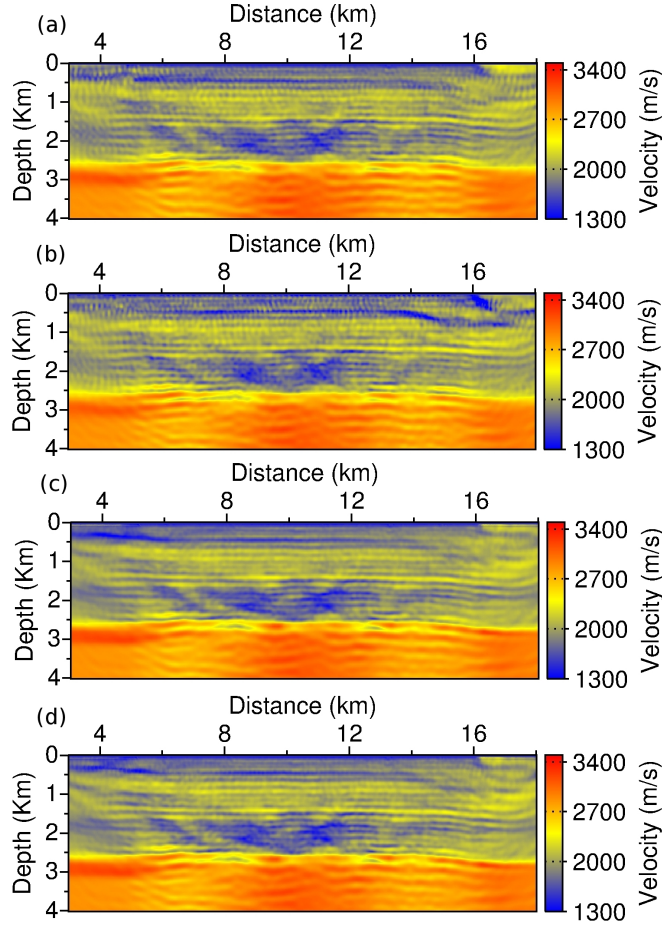 (a)
Distance (km)
4 8 12 16
0
1
2
3
4
Depth (Km)
3400
2700
2000
1300
Velocity (m/s)
(b)
Distance (km)
4 8 12 16
0
1
2
3
4
Depth (Km)
3400
2700
2000
1300
Velocity (m/s)
(c)
Distance (km)
4 8 12 16
0
1
2
3
4
Depth (Km)
3400
2700
2000
1300
Velocity (m/s)
(d)
Distance (km)
4 8 12 16
0
1
2
3
4
Depth (Km)
3400
2700
2000
1300
Velocity (m/s)